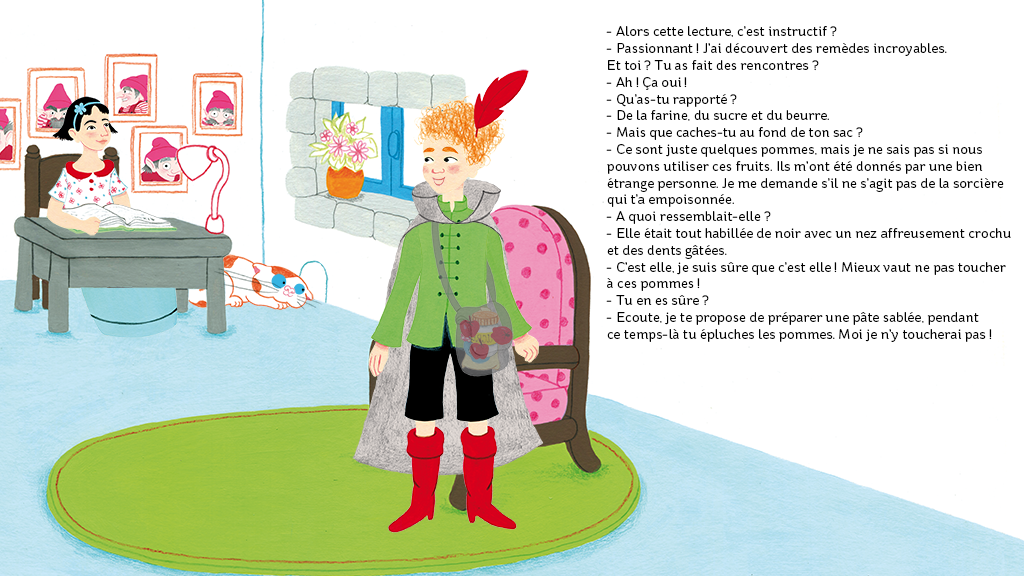 - Alors cette lecture, c'est instructif ?
- Passionnant ! J'ai découvert des remèdes incroyables.
Et toi ? Tu as fait des rencontres ?
- Ah ! Ça oui !
- Qu'as-tu rapporté ?
- De la farine, du sucre et du beurre.
- Mais que caches-tu au fond de ton sac ?
- Ce sont juste quelques pommes, mais je ne sais pas si nous
pouvons utiliser ces fruits. Ils m'ont été donnés par une bien
étrange personne. Je me demande s'il ne s'agit pas de la sorcière
qui t'a empoisonnée.
- A quoi ressemblait-elle ?
- Elle était tout habillée de noir avec un nez affreusement crochu
et des dents gâtées.
- C'est elle, je suis sûre que c'est elle ! Mieux vaut ne pas toucher
à ces pommes !
- Tu en es sûre ?
- Ecoute, je te propose de préparer une pâte sablée, pendant
ce temps-là tu épluches les pommes. Moi je n'y toucherai pas !